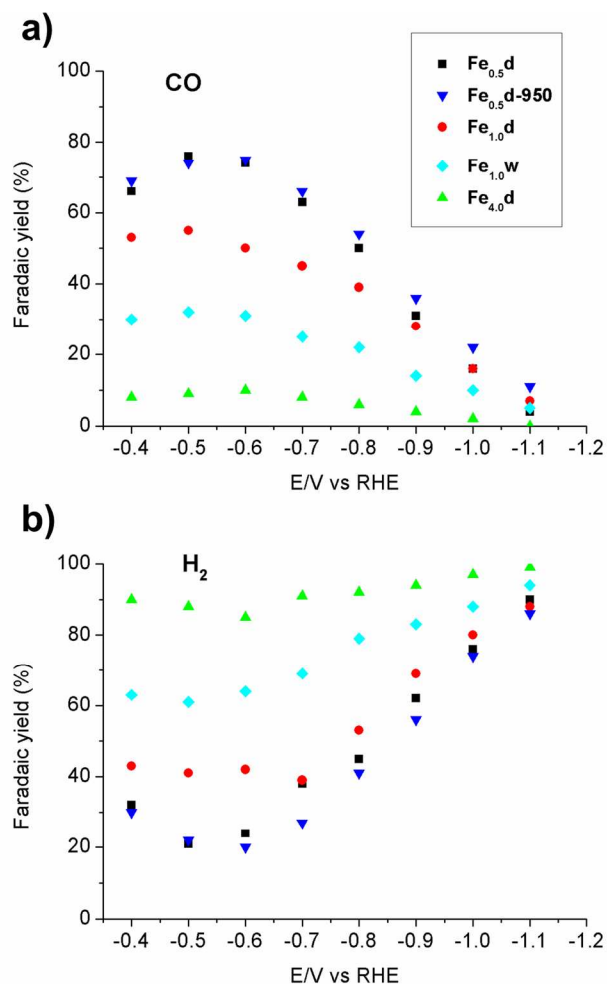 a)
CO
Fe0.5d
Fe0.5d-950
Fe1.0d
Fe1.0w
Fe4.0d
100
80
60
40
20
0
Faradaic yield (%)
-0.4 -0.5 -0.6 -0.7 -0.8 -0.9 -1.0 -1.1 -1.2
E/V vs RHE
b)
H2
100
80
60
40
20
0
Faradaic yield (%)
-0.4 -0.5 -0.6 -0.7 -0.8 -0.9 -1.0 -1.1 -1.2
E/V vs RHE